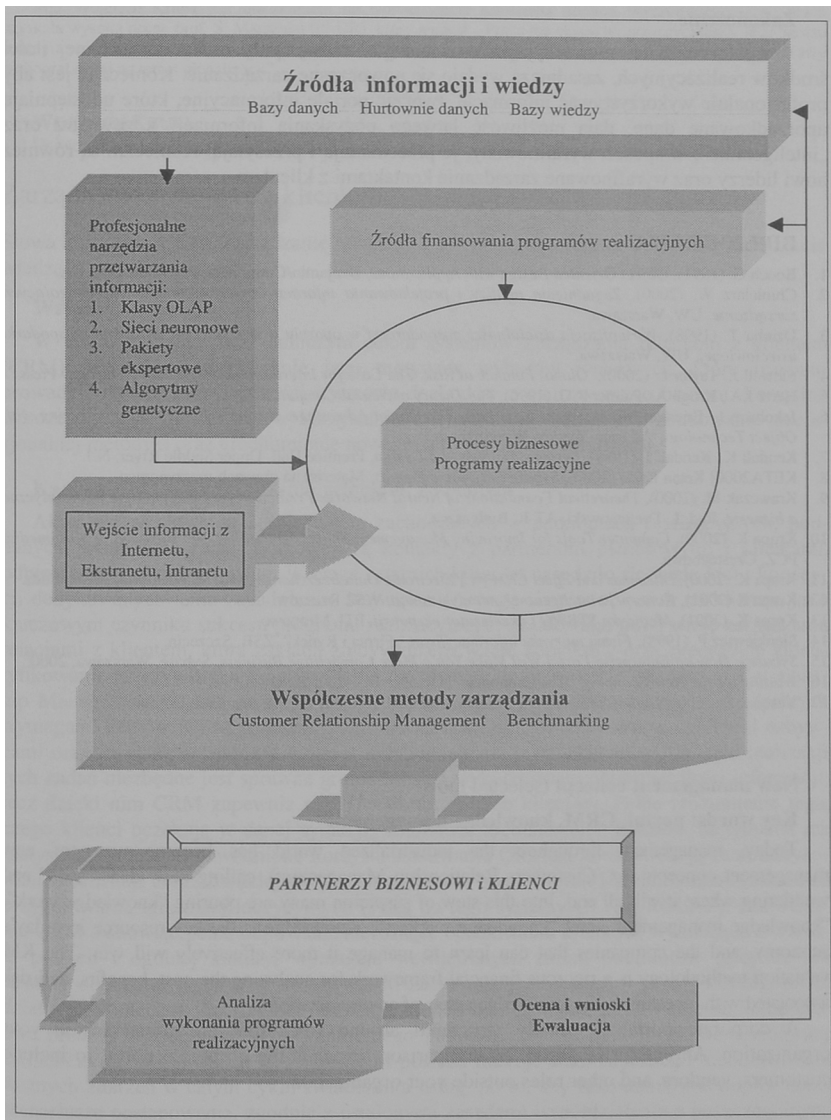 Źródła informacji i wiedzy
Bazy danych Hurtownie danych Bazy wiedzy
Profesjonalne
narzędzia
przetwarzania
informacji:
1. Klasy OLAP
2. Sieci neuronowe
3. Pakiety
ekspertowe
4. Algorytmy
genetyczne
Źródła finansowania programów realizacyjnych
Procesy biznesowe
Programy realizacyjne
Wejście informacji z
Internetu,
Ekstranetu, Intranetu
Współczesne metody zarządzania
Customer Relationship Management Benchmarking
PARTNERZY BIZNESOWI i KLIENCI
Analiza
wykonania programów
realizacyjnych
Ocena i wnioski
Ewaluacja